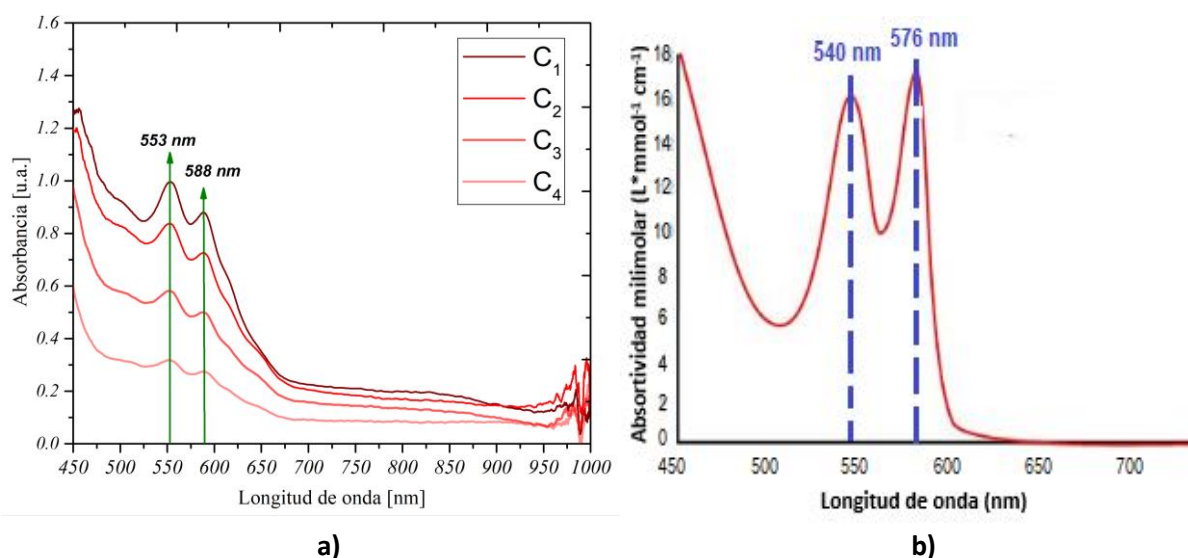 1.6
1.4
1.2
1.0
0.8
0.6
0.4
0.2
0.0
Absorbancia [u.a.]
553 nm
588 nm
C1
C2
C3
C4
450 500 550 600 650 700 750 800 850 900 950 1000
Longitud de onda [nm]
a)
540 nm
576 nm
18
16
14
12
10
8
6
4
2
0
Absortividad milimolar (L*mmol-1 cm-1)
450 500 550 600 650 700
Longitud de onda (nm)
b)